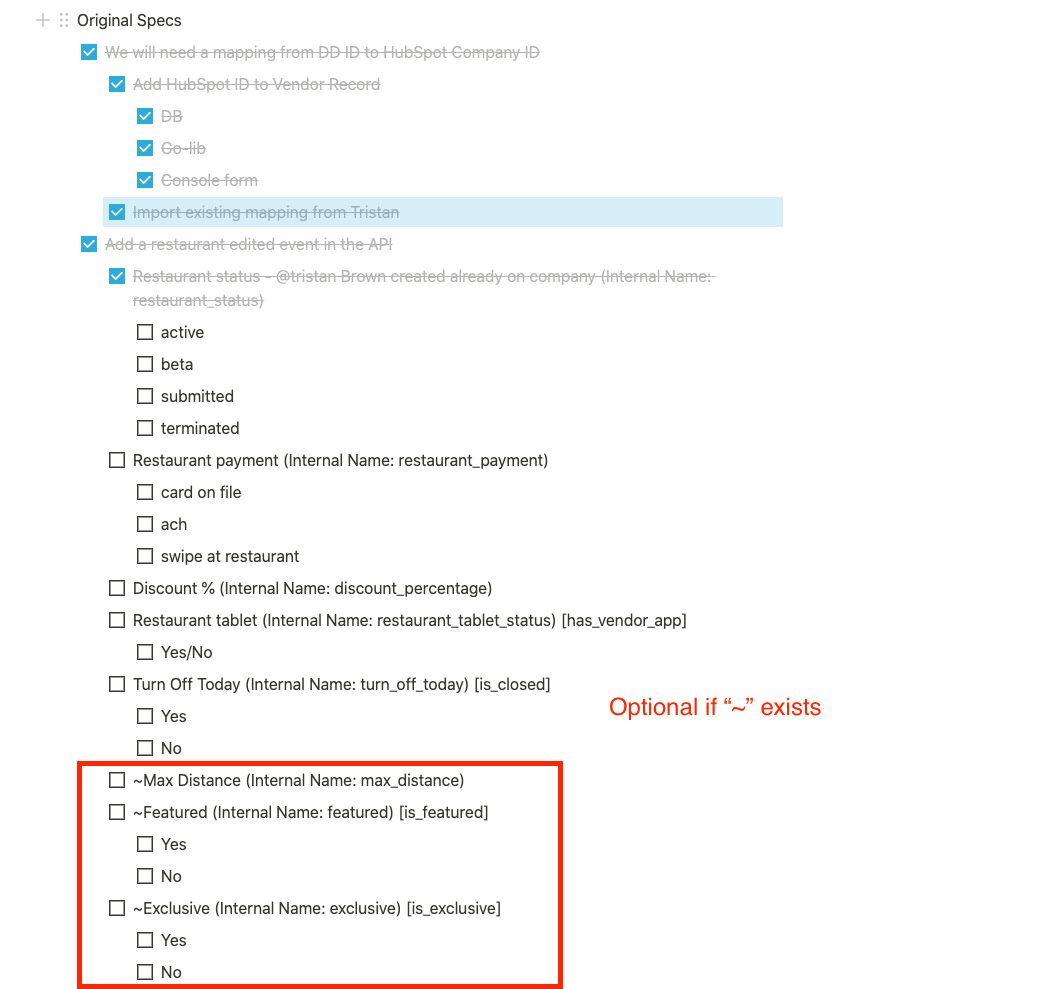 Original Specs
We will need a mapping from DD ID to HubSpot Company ID
Add HubSpot ID to Vendor Record
DB
Go-lib
Console form
Import existing mapping from Tristan
Add a restaurant edited event in the API
Restaurant status - @tristan Brown created already on company (Internal Name:
restaurant_status)
active
beta
submitted
terminated
Restaurant payment (Internal Name: restaurant_payment)
card on file
ach
swipe at restaurant
Discount % (Internal Name: discount_percentage)
Restaurant tablet (Internal Name: restaurant_tablet_status) [has_vendor_app]
Yes/No
Turn Off Today (Internal Name: turn_off_today) [is_closed]
Optional if “~” exists
Yes
No
~Max Distance (Internal Name: max_distance)
~Featured (Internal Name: featured) [is_featured]
Yes
No
~Exclusive (Internal Name: exclusive) [is_exclusive]
Yes
No